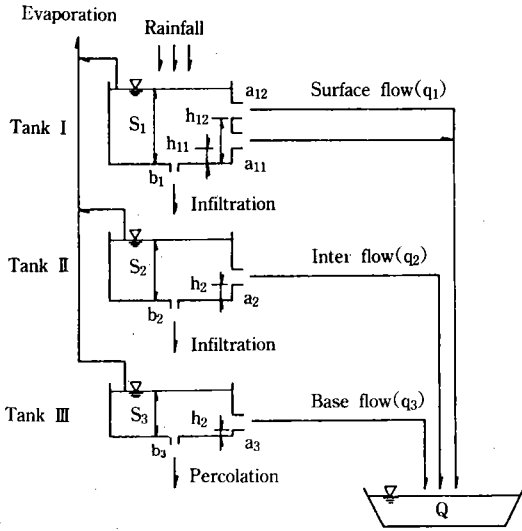 Evaporation
Rainfall
Tank Ⅰ
S₁
a₁₂
h₁₂
h₁₁
a₁₁
b₁
Surface flow(q₁)
Infiltration
Tank Ⅱ
S₂
h₂
a₂
b₂
Inter flow(q₂)
Infiltration
Tank Ⅲ
S₃
h₂
a₃
b₃
Base flow(q₃)
Percolation
Q